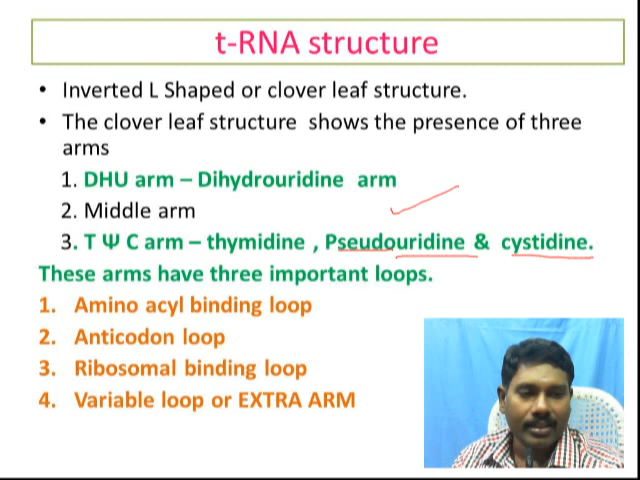 t-RNA structure
• Inverted L Shaped or clover leaf structure.
• The clover leaf structure shows the presence of three
arms
1. DHU arm – Dihydrouridine arm
2. Middle arm
3. T Ψ C arm – thymidine , Pseudouridine & cystidine.
These arms have three important loops.
1. Amino acyl binding loop
2. Anticodon loop
3. Ribosomal binding loop
4. Variable loop or EXTRA ARM